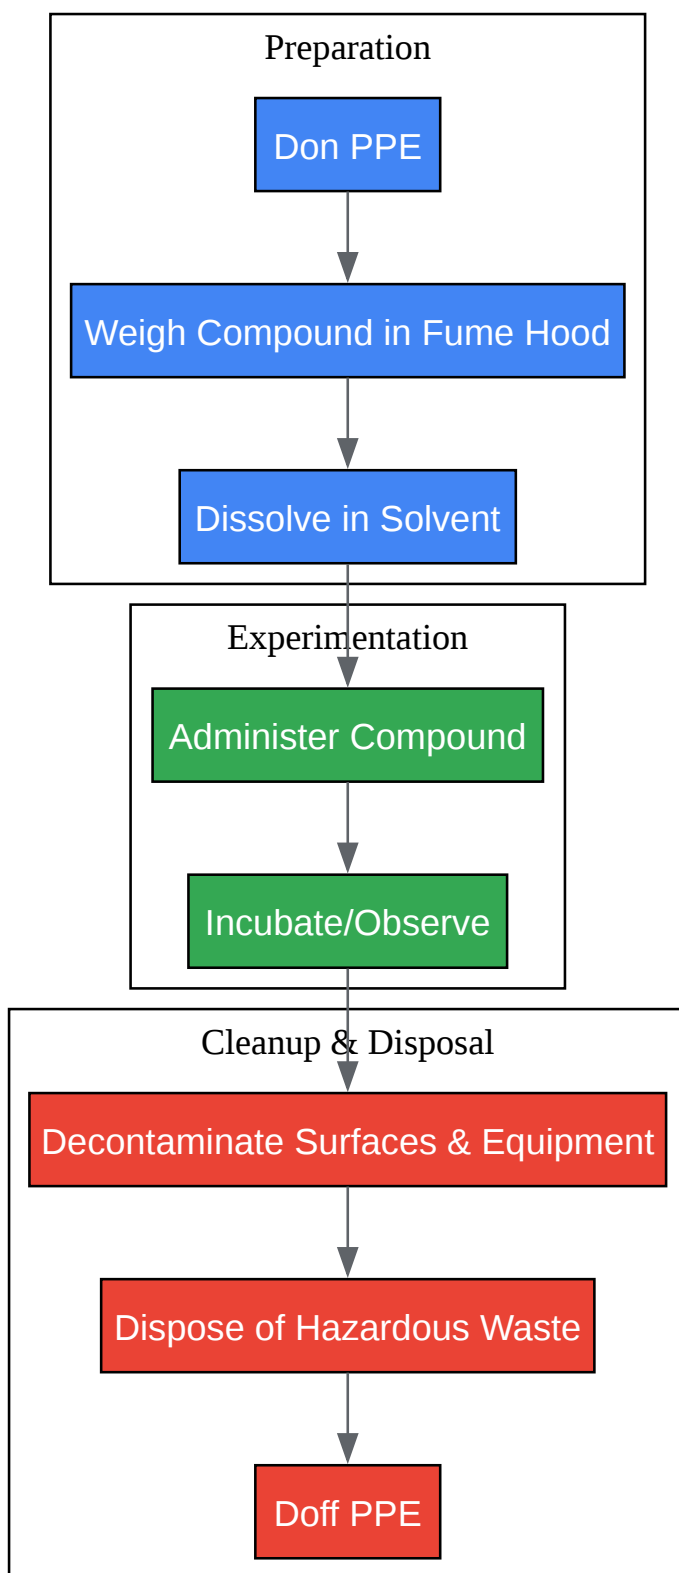 Preparation
Don PPE
Weigh Compound in Fume Hood
Dissolve in Solvent
Experimentation
Administer Compound
Incubate/Observe
Cleanup & Disposal
Decontaminate Surfaces & Equipment
Dispose of Hazardous Waste
Doff PPE